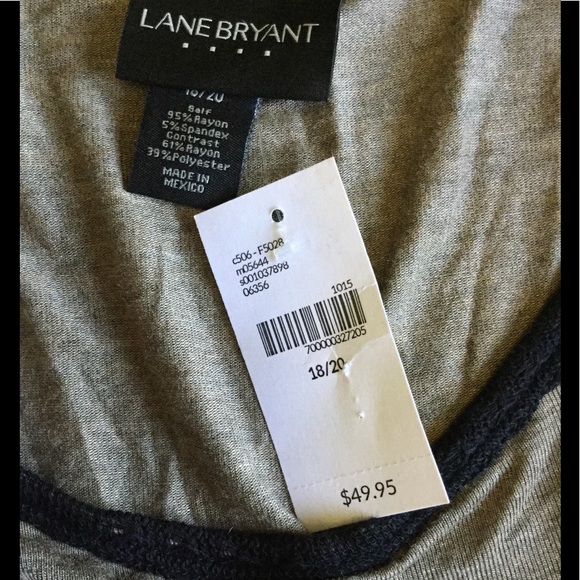 LANE BRYANT
18/20
Self
95% Rayon
5% Spandex
Contrast
61% Rayon
39% Polyester
MADE IN
MEXICO
c506 - F5028
m05644
s001037898
06356
1015
700000327205
18/20
$49.95